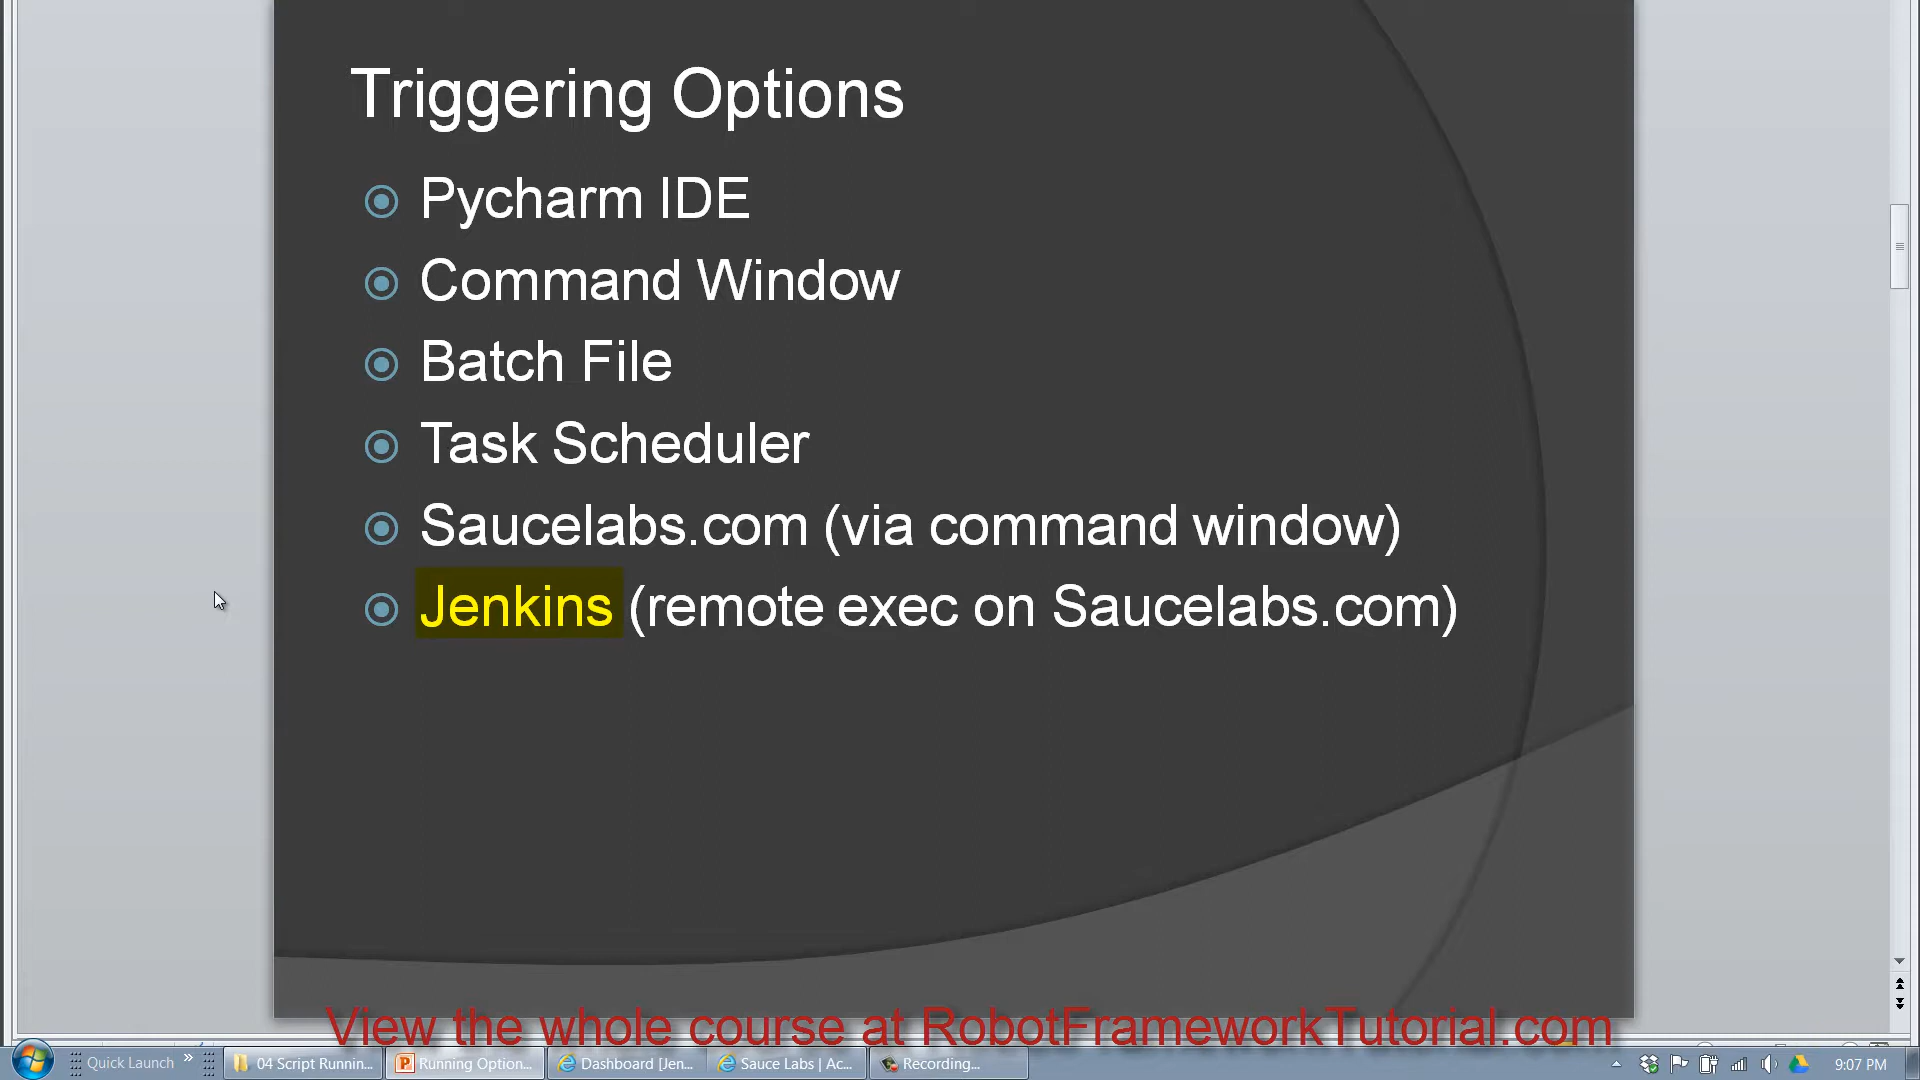 Triggering Options
Pycharm IDE
Command Window
Batch File
Task Scheduler
Saucelabs.com (via command window)
Jenkins (remote exec on Saucelabs.com)
View the whole course at RobotFrameworkTutorial.com
Quick Launch » 04 Script Runnin... Running Option... Dashboard [Jen... Sauce Labs | Ac... Recording... 9:07 PM